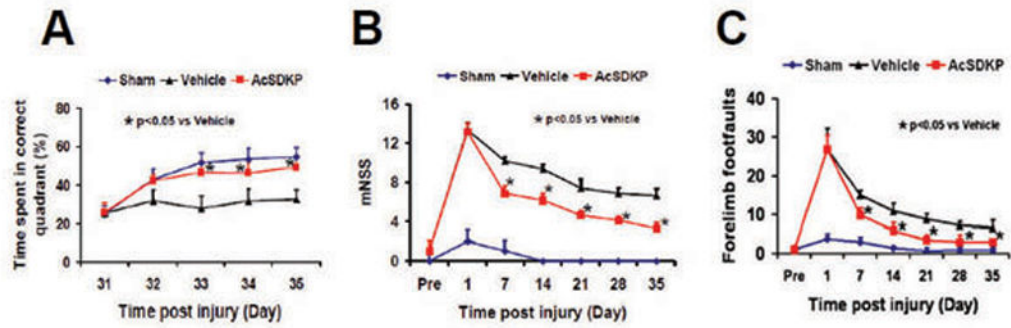 A
Sham Vehicle AcSDKP
* p<0.05 vs Vehicle
Time spent in correct
quadrant (%)
80
60
40
20
0
31 32 33 34 35
Time post injury (Day)
B
Sham Vehicle AcSDKP
* p<0.05 vs Vehicle
mNSS
16
12
8
4
0
Pre 1 7 14 21 28 35
Time post injury (Day)
C
Sham Vehicle AcSDKP
* p<0.05 vs Vehicle
Forelimb footfaults
40
30
20
10
0
Pre 1 7 14 21 28 35
Time post injury (Day)